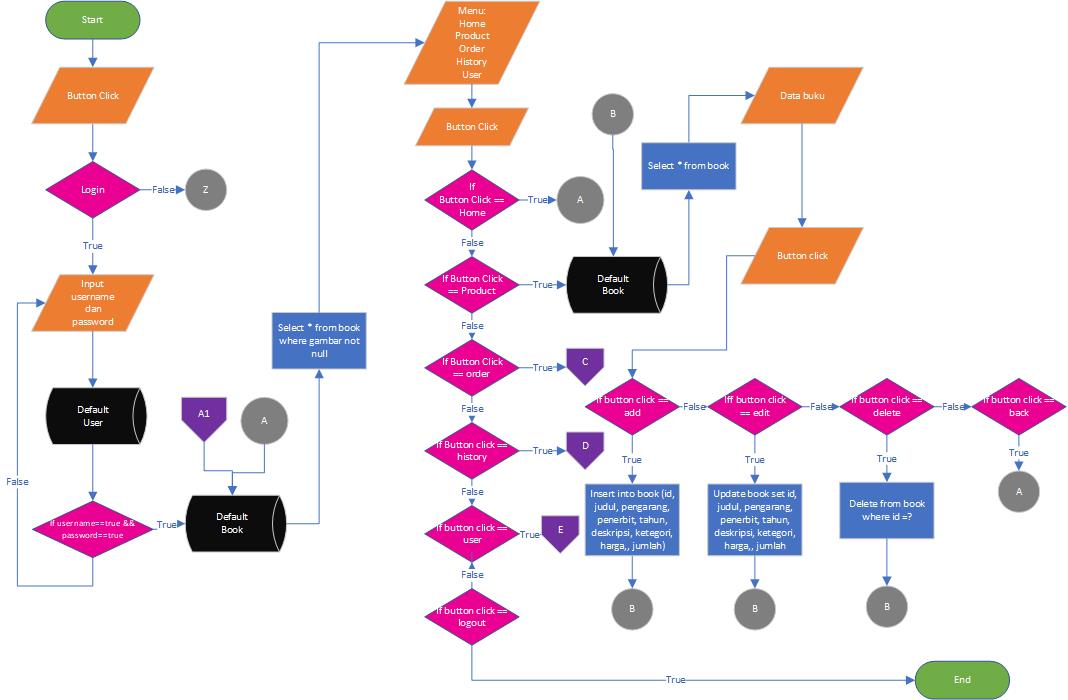 Start
Button Click
Login
False
Z
True
Input
username
dan
password
Default
User
False
If username==true &&
password==true
True
A1
A
Default
Book
Select * from book
where gambar not
null
Menu:
Home
Product
Order
History
User
Button Click
If
Button Click ==
Home
True
A
False
If Button Click
== Product
True
Default
Book
B
Select * from book
Data buku
Button click
False
If Button Click
== order
True
C
False
If button click ==
history
True
D
False
If button click ==
user
True
E
False
If button click ==
logout
True
End
If button click ==
add
False
Iff button click
== edit
False
If button click ==
delete
False
If button click ==
back
True
True
True
True
Insert into book (id,
judul, pengarang,
penerbit, tahun,
deskripsi, ketegori,
harga,, jumlah)
Update book set id,
judul, pengarang,
penerbit, tahun,
deskripsi, ketegori,
harga,, jumlah
Delete from book
where id =?
A
B
B
B